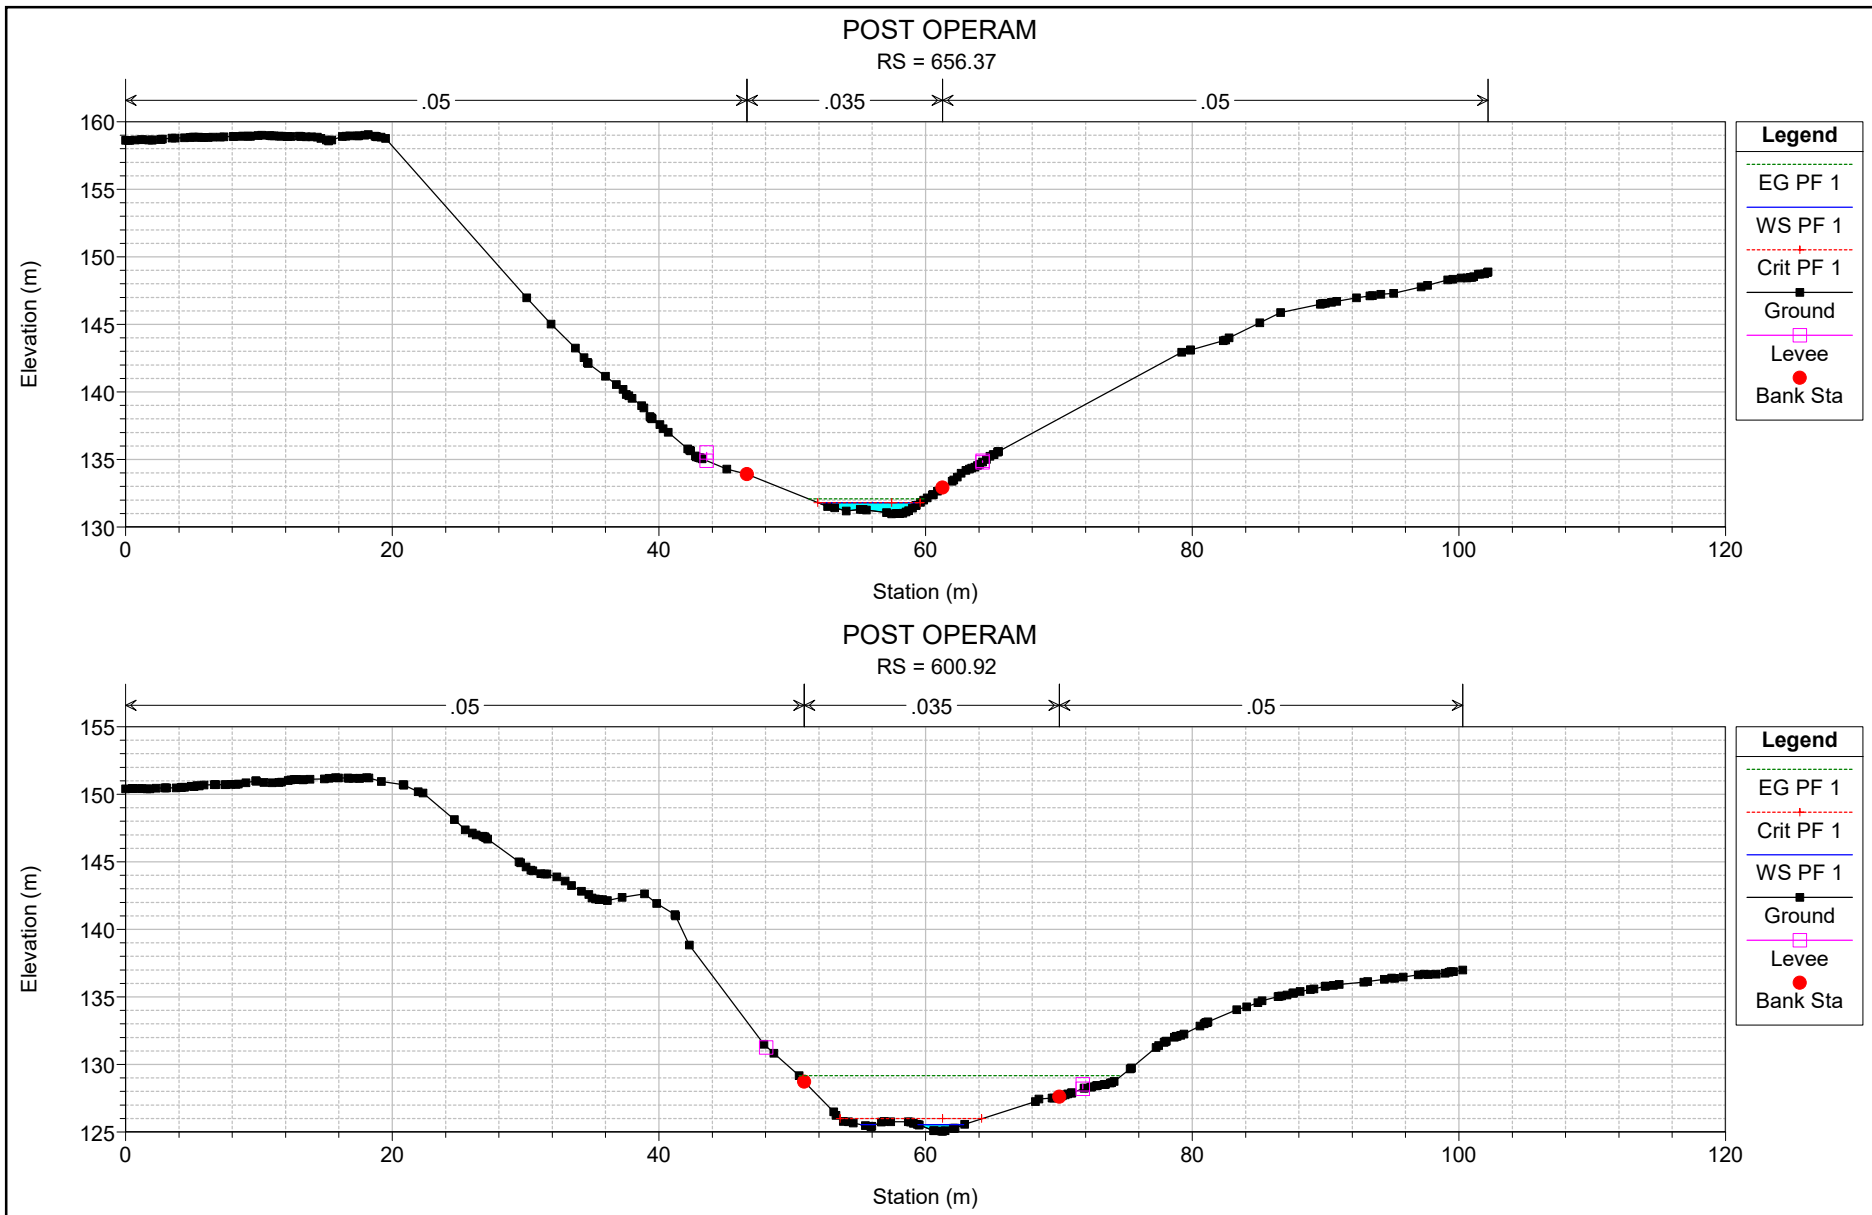 POST OPERAM
RS = 656.37
.05 .035 .05
160
155
150
145
140
135
130
Elevation (m)
0 20 40 60 80 100 120
Station (m)
Legend
EG PF 1
WS PF 1
Crit PF 1
Ground
Levee
Bank Sta
POST OPERAM
RS = 600.92
.05 .035 .05
155
150
145
140
135
130
125
Elevation (m)
0 20 40 60 80 100 120
Station (m)
Legend
EG PF 1
Crit PF 1
WS PF 1
Ground
Levee
Bank Sta